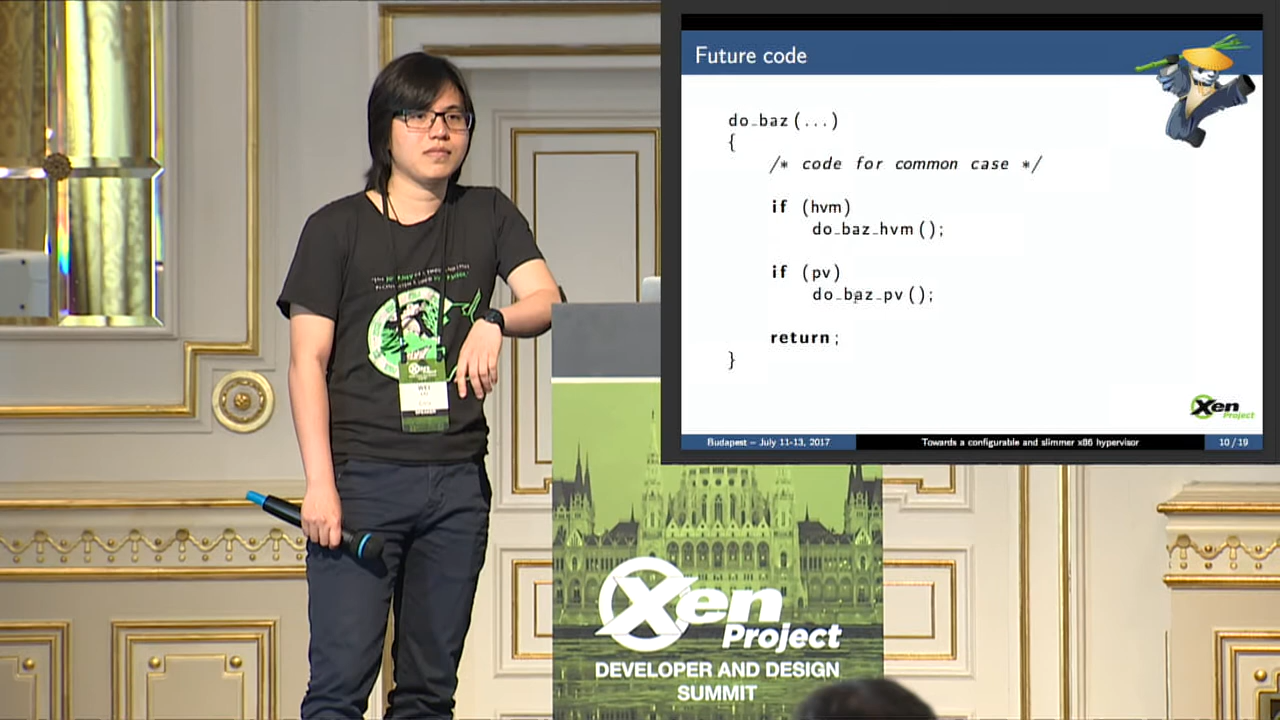 Future code
do_baz (...)
{
/* code for common case */
if (hvm)
do_baz_hvm ();
if (pv)
do_baz_pv ();
return ;
}
Xen
Project
Budapest – July 11-13, 2017
Towards a configurable and slimmer x86 hypervisor
10 / 19
WEI
Xen
Project
DEVELOPER AND DESIGN
SUMMIT